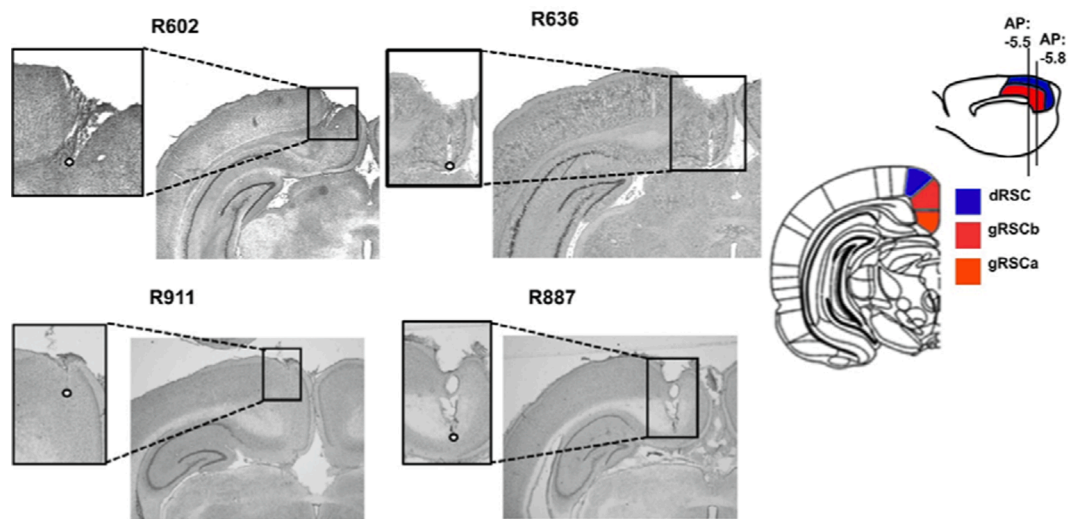 R602
R636
AP:
-5.5
AP:
-5.8
dRSC
gRSCb
gRSCa
R911
R887